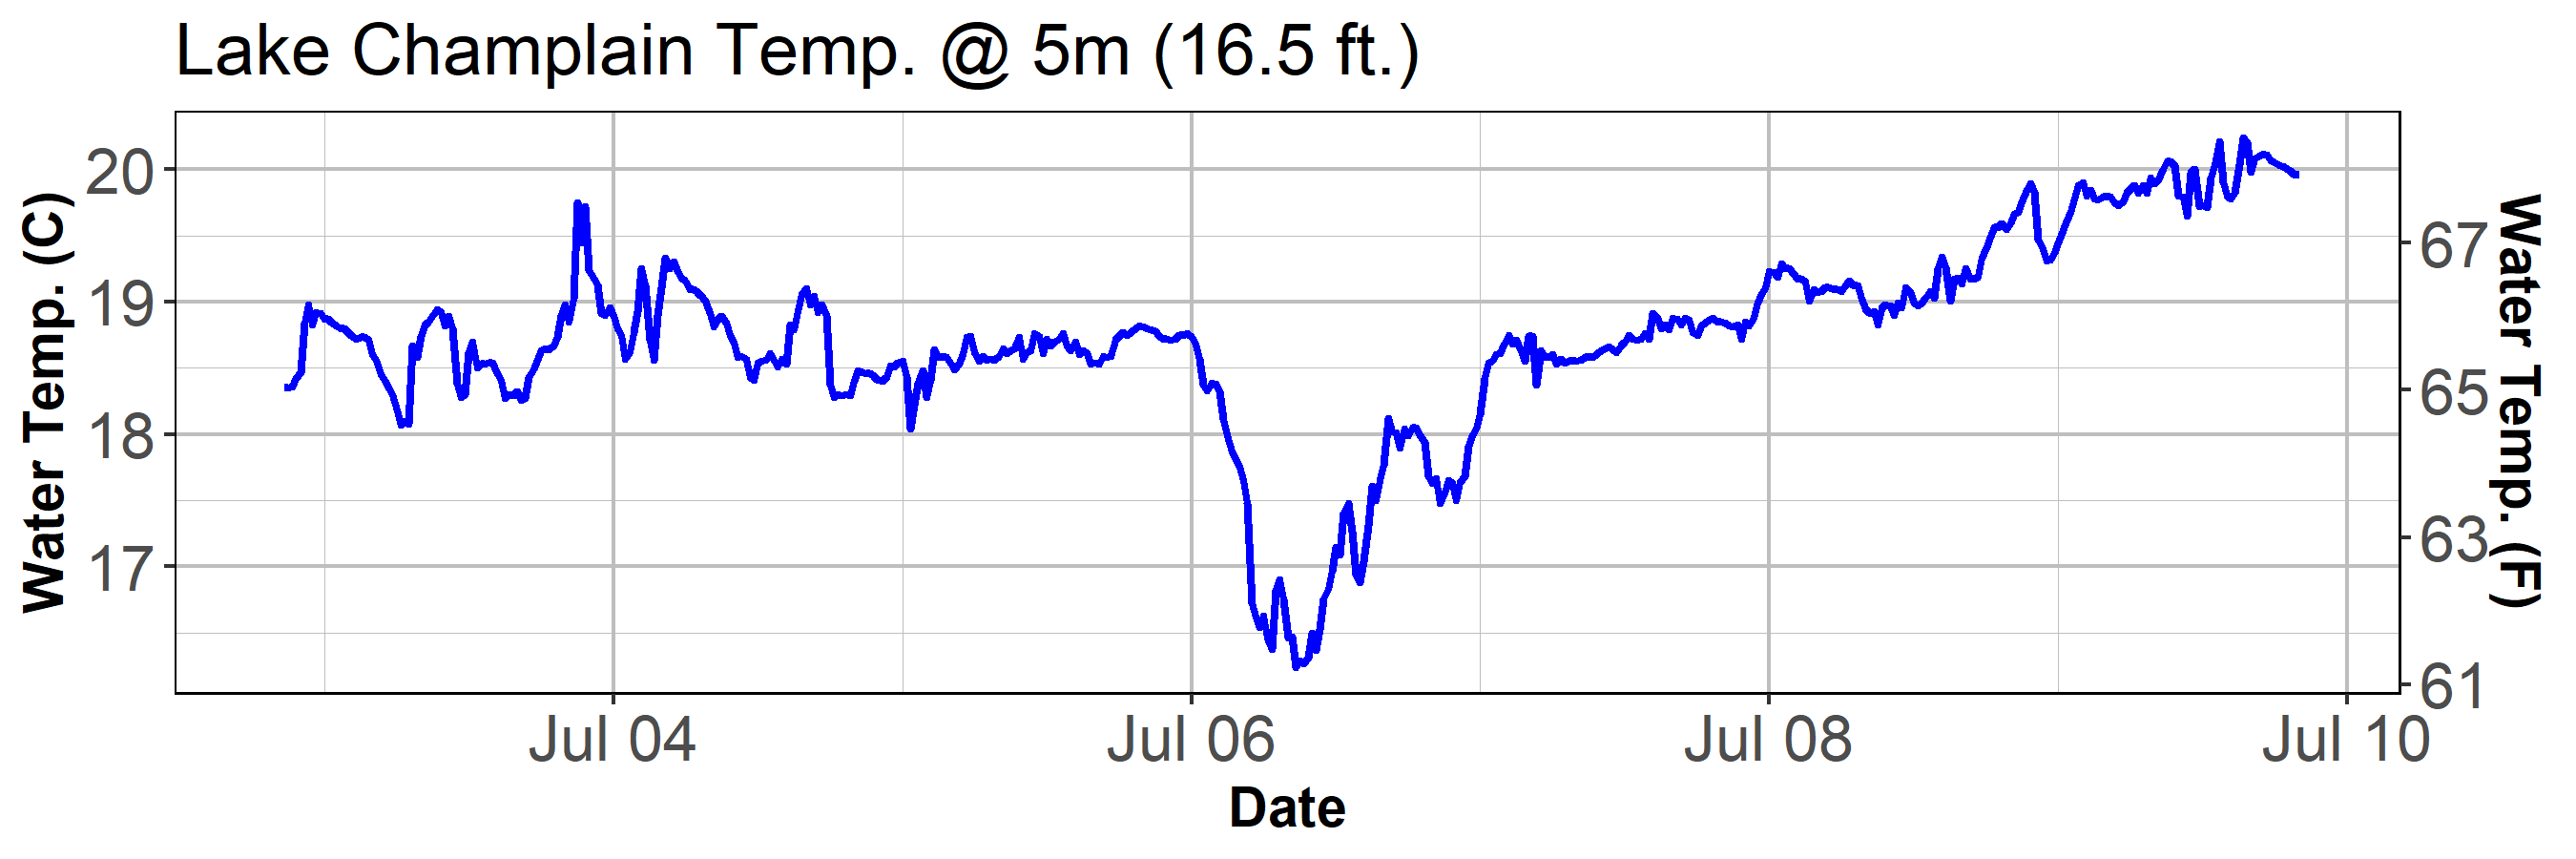 Lake Champlain Temp. @ 5m (16.5 ft.)
Water Temp. (C)
20
19
18
17
67
65
63
61
Water Temp. (F)
Jul 04 Jul 06 Jul 08 Jul 10
Date